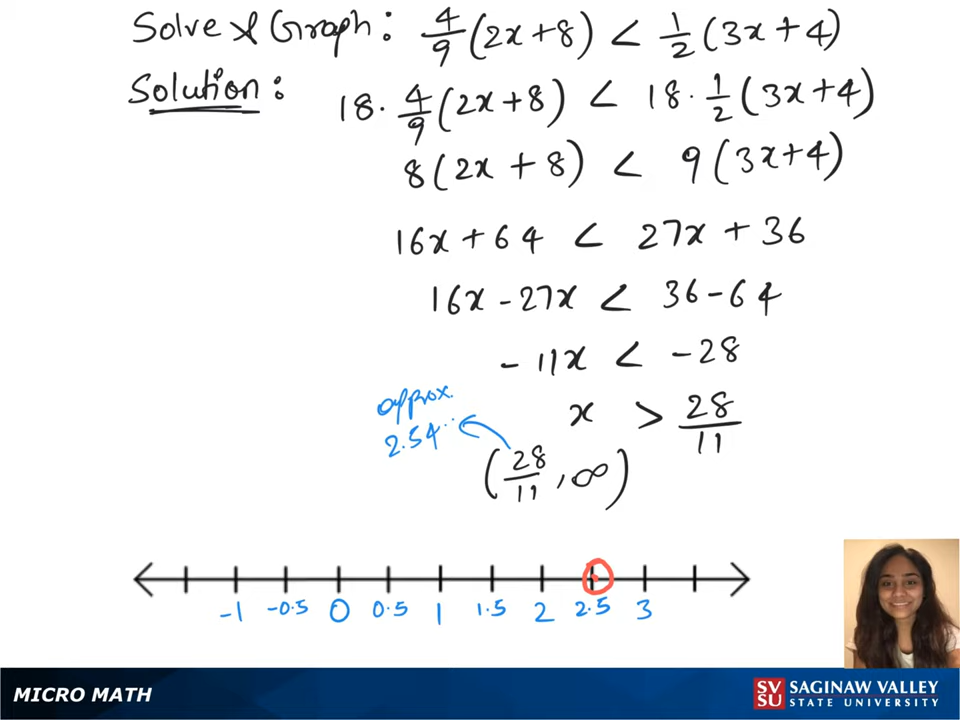 Solve & Graph: 4/9 (2x+8) < 1/2 (3x+4)
Solution: 18 · 4/9 (2x+8) < 18 · 1/2 (3x+4)
8(2x + 8) < 9(3x+4)
16x + 64 < 27x + 36
16x - 27x < 36 - 64
- 11x < - 28
approx. x > 28/11
2.54..
(28/11, ∞)
-1 -0.5 0 0.5 1 1.5 2 2.5 3
MICRO MATH
SV
SU
SAGINAW VALLEY
STATE UNIVERSITY